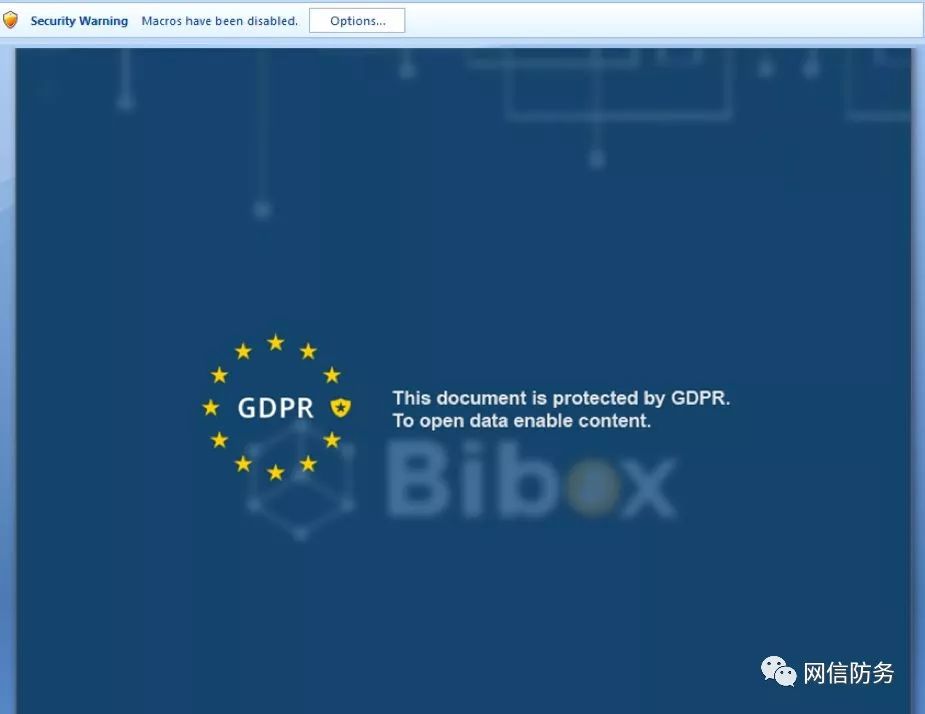 Security Warning Macros have been disabled. Options...
GDPR
This document is protected by GDPR.
To open data enable content.
Bibox
网信防务